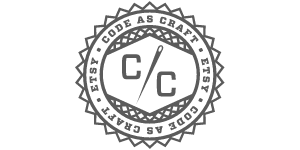 CODE AS CRAFT • ETSY • CODE AS CRAFT • ETSY •
C/C